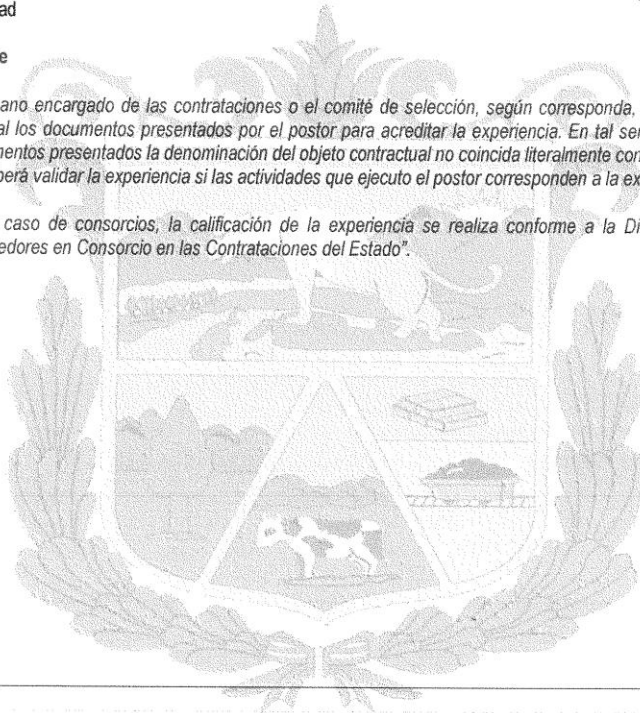 ad
e
ano encargado de las contrataciones o el comité de selección, según corresponda,
al los documentos presentados por el postor para acreditar la experiencia. En tal ser
mentos presentados la denominación del objeto contractual no coincida literalmente con
berá validar la experiencia si las actividades que ejecuto el postor corresponden a la ex
caso de consorcios, la calificación de la experiencia se realiza conforme a la Di
edores en Consorcio en las Contrataciones del Estado".